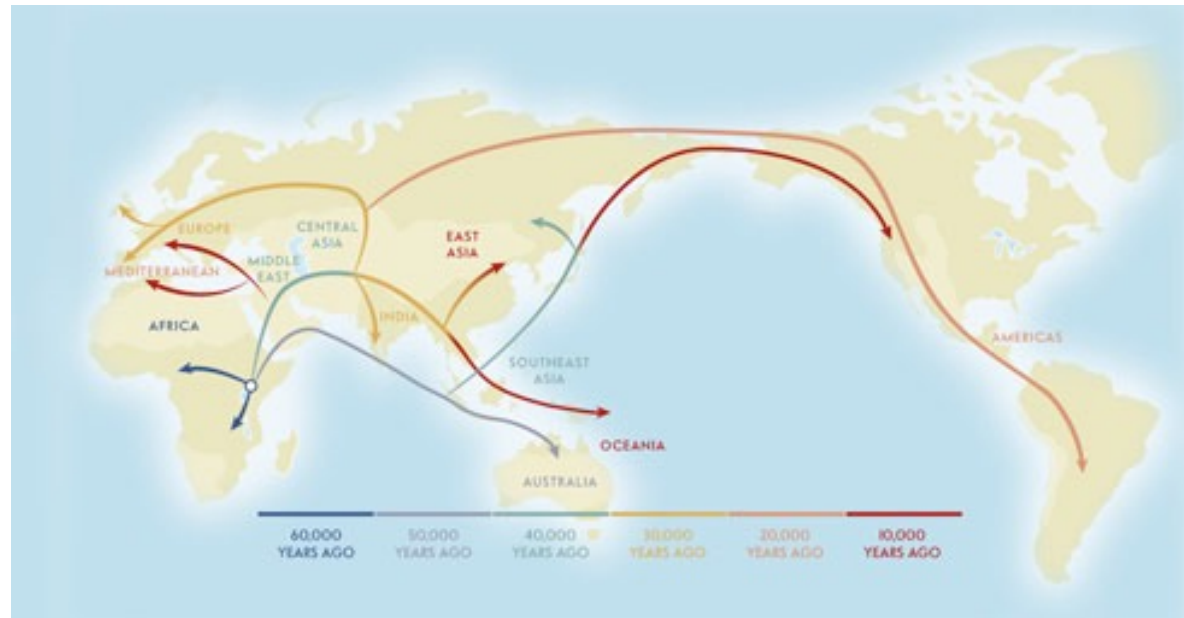 EUROPE
CENTRAL
ASIA
EAST
ASIA
MIDDLE
EAST
MEDITERRANEAN
AFRICA
INDIA
AMERICAS
SOUTHEAST
ASIA
OCEANIA
AUSTRALIA
60,000
YEARS AGO
50,000
YEARS AGO
40,000
YEARS AGO
30,000
YEARS AGO
20,000
YEARS AGO
10,000
YEARS AGO